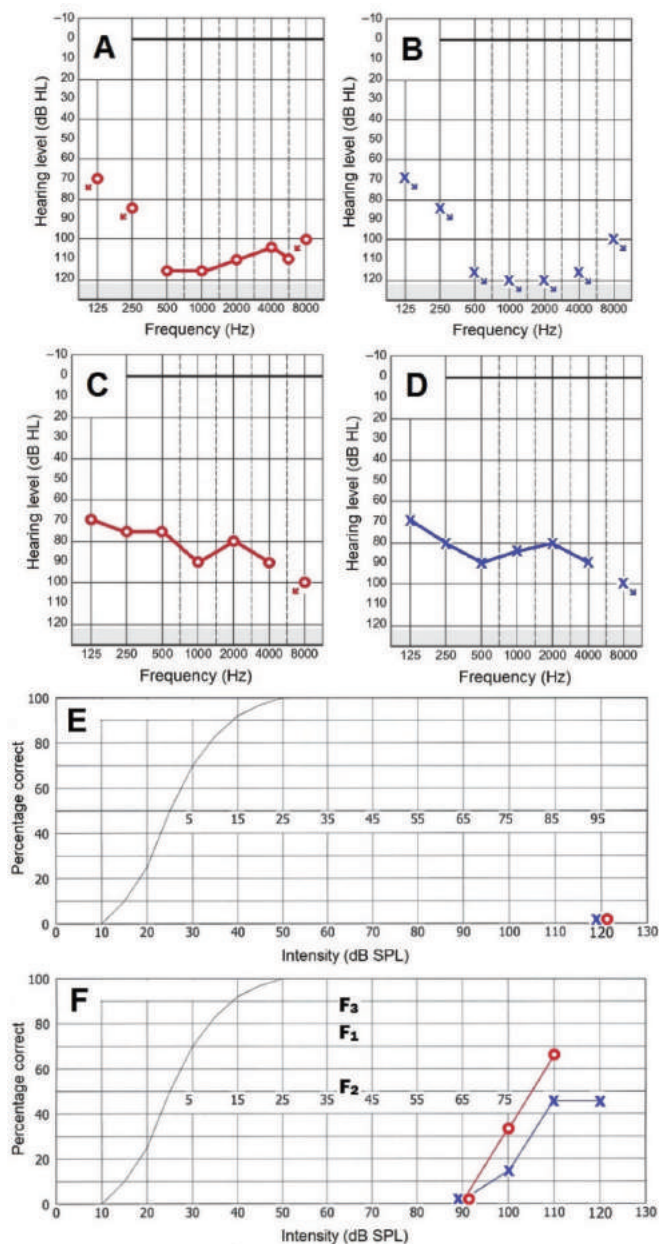 A
Hearing level (dB HL)
–10
0
10
20
30
40
50
60
70
80
90
100
110
120
125 250 500 1000 2000 4000 8000
Frequency (Hz)
B
Hearing level (dB HL)
–10
0
10
20
30
40
50
60
70
80
90
100
110
120
125 250 500 1000 2000 4000 8000
Frequency (Hz)
C
Hearing level (dB HL)
–10
0
10
20
30
40
50
60
70
80
90
100
110
120
125 250 500 1000 2000 4000 8000
Frequency (Hz)
D
Hearing level (dB HL)
–10
0
10
20
30
40
50
60
70
80
90
100
110
120
125 250 500 1000 2000 4000 8000
Frequency (Hz)
E
Percentage correct
100
80
60
40
20
0
5 15 25 35 45 55 65 75 85 95
10 20 30 40 50 60 70 80 90 100 110 120 130
Intensity (dB SPL)
F
Percentage correct
100
80
60
40
20
0
F3
F1
F2
5 15 25 35 45 55 65 75
10 20 30 40 50 60 70 80 90 100 110 120 130
Intensity (dB SPL)